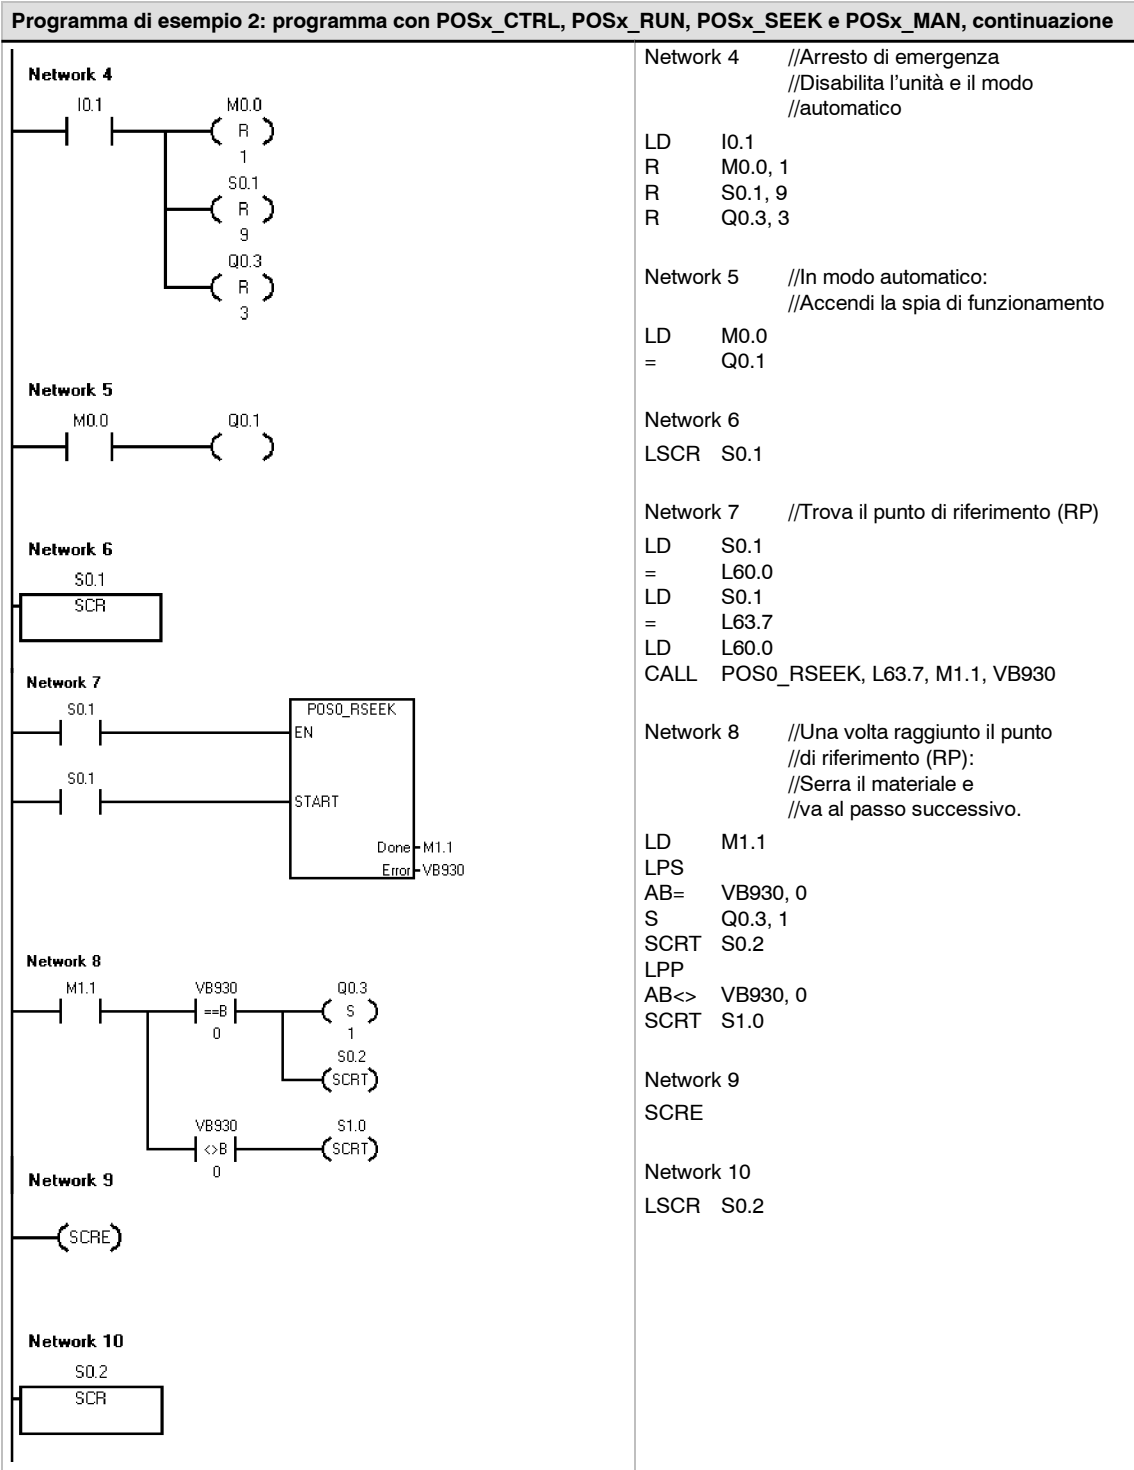 Programma di esempio 2: programma con POSx_CTRL, POSx_RUN, POSx_SEEK e POSx_MAN, continuazione
Network 4
I0.1
M0.0
R
1
S0.1
R
9
Q0.3
R
3
Network 5
M0.0
Q0.1
Network 6
S0.1
SCR
Network 7
S0.1
POS0_RSEEK
EN
S0.1
START
Done M1.1
Error VB930
Network 8
M1.1
VB930
==B
0
Q0.3
S
1
S0.2
SCRT
VB930
<>B
0
S1.0
SCRT
Network 9
SCRE
Network 10
S0.2
SCR
Network 4 //Arresto di emergenza
//Disabilita l'unità e il modo
//automatico
LD I0.1
R M0.0, 1
R S0.1, 9
R Q0.3, 3
Network 5 //In modo automatico:
//Accendi la spia di funzionamento
LD M0.0
= Q0.1
Network 6
LSCR S0.1
Network 7 //Trova il punto di riferimento (RP)
LD S0.1
= L60.0
LD S0.1
= L63.7
LD L60.0
CALL POS0_RSEEK, L63.7, M1.1, VB930
Network 8 //Una volta raggiunto il punto
//di riferimento (RP):
//Serra il materiale e
//va al passo successivo.
LD M1.1
LPS
AB= VB930, 0
S Q0.3, 1
SCRT S0.2
LPP
AB<> VB930, 0
SCRT S1.0
Network 9
SCRE
Network 10
LSCR S0.2